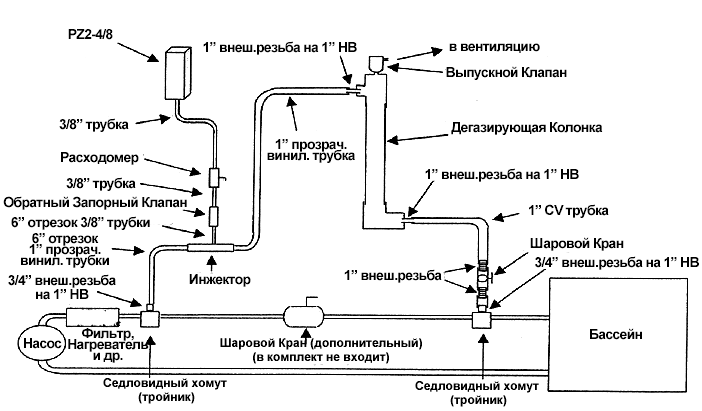 PZ2-4/8
1” внеш.резьба на 1” НВ
в вентиляцию
Выпускной Клапан
3/8” трубка
1” прозрач.
винил. трубка
Дегазирующая Колонка
Расходомер
3/8” трубка
Обратный Запорный Клапан
6” отрезок 3/8” трубки
6” отрезок
1” прозрач.
винил. трубки
Инжектор
1” внеш.резьба на 1” НВ
1” CV трубка
Шаровой Кран
1” внеш.резьба
3/4” внеш.резьба на 1” НВ
3/4” внеш.резьба
на 1” НВ
Насос
Фильтр,
Нагреватель
и др.
Шаровой Кран (дополнительный)
(в комплект не входит)
Бассейн
Седловидный хомут
(тройник)
Седловидный хомут
(тройник)